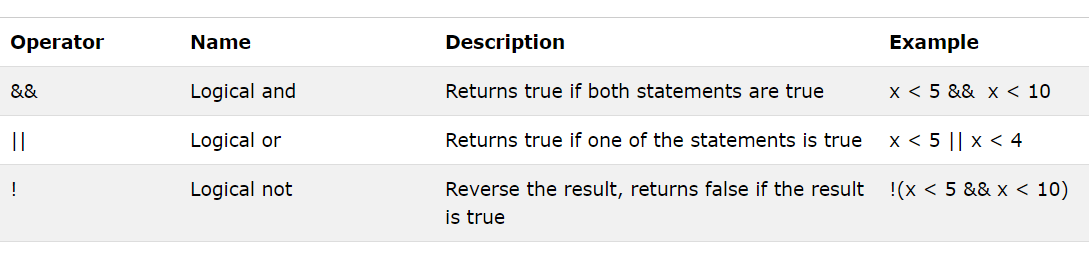 Operator Name Description Example
&& Logical and Returns true if both statements are true x < 5 &&  x < 10
|| Logical or Returns true if one of the statements is true x < 5 || x < 4
! Logical not Reverse the result, returns false if the result !(x < 5 && x < 10)
is true